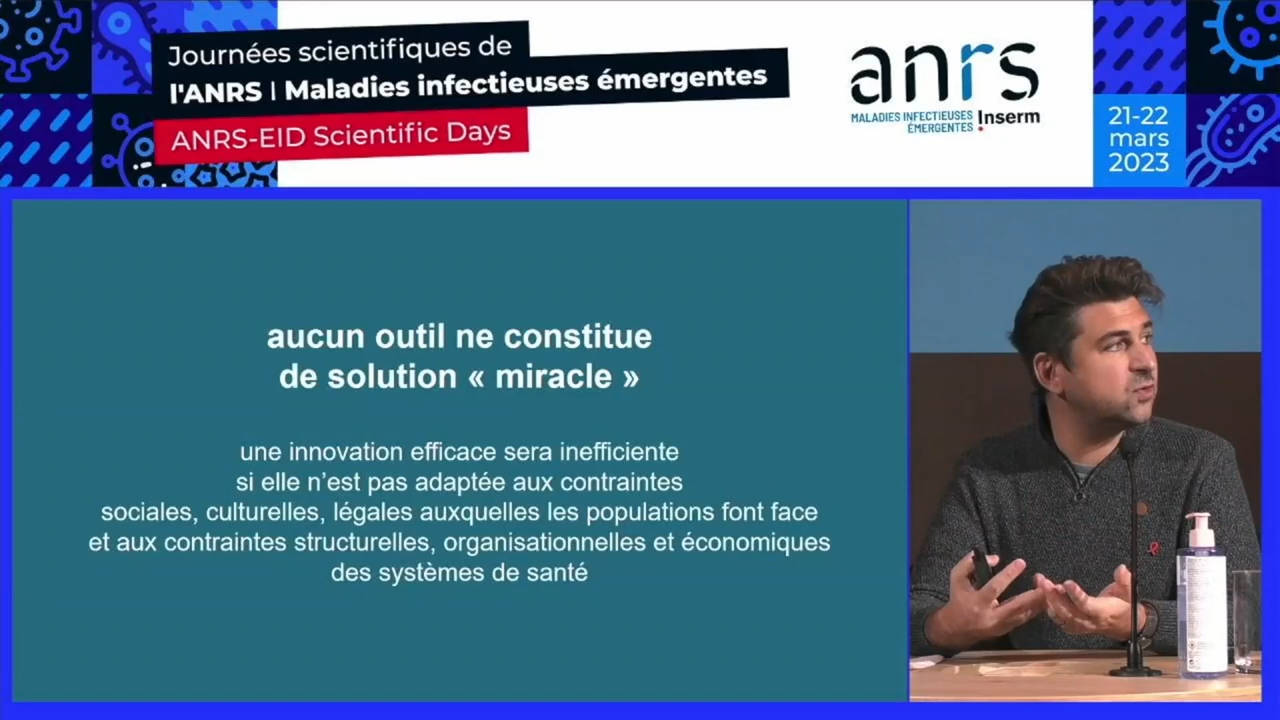 Journées scientifiques de
l'ANRS | Maladies infectieuses émergentes
ANRS-EID Scientific Days
anrs
MALADIES INFECTIEUSES
ÉMERGENTES Inserm
21-22
mars
2023
aucun outil ne constitue
de solution « miracle »
une innovation efficace sera inefficiente
si elle n'est pas adaptée aux contraintes
sociales, culturelles, légales auxquelles les populations font face
et aux contraintes structurelles, organisationnelles et économiques
des systèmes de santé